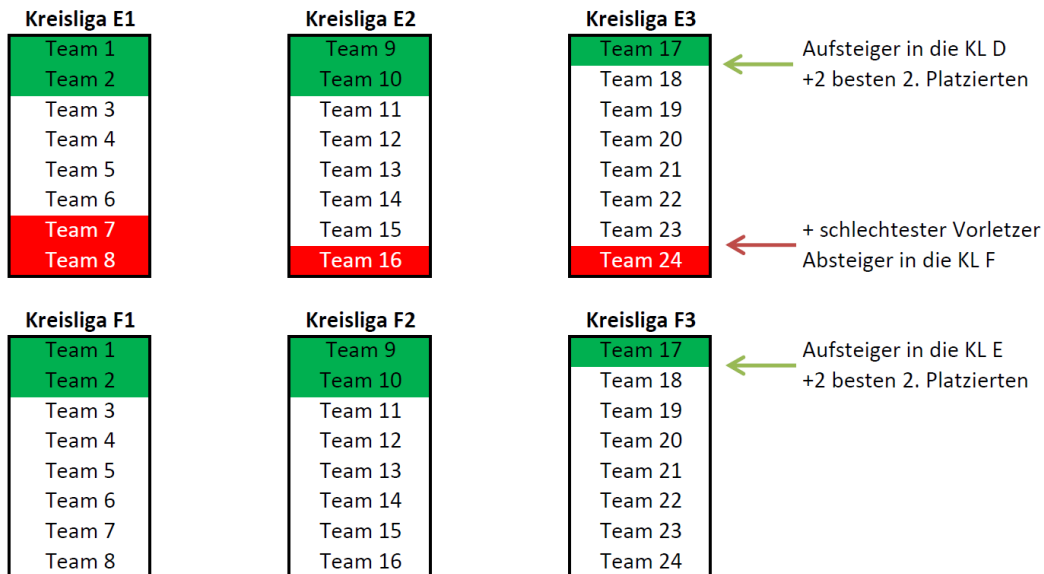 Kreisliga E1 Kreisliga E2 Kreisliga E3
Team 1 Team 9 Team 17 Aufsteiger in die KL D
Team 2 Team 10 Team 18 +2 besten 2. Platzierten
Team 3 Team 11 Team 19
Team 4 Team 12 Team 20
Team 5 Team 13 Team 21
Team 6 Team 14 Team 22
Team 7 Team 15 Team 23 + schlechtester Vorletzer
Team 8 Team 16 Team 24 Absteiger in die KL F
Kreisliga F1 Kreisliga F2 Kreisliga F3
Team 1 Team 9 Team 17 Aufsteiger in die KL E
Team 2 Team 10 Team 18 +2 besten 2. Platzierten
Team 3 Team 11 Team 19
Team 4 Team 12 Team 20
Team 5 Team 13 Team 21
Team 6 Team 14 Team 22
Team 7 Team 15 Team 23
Team 8 Team 16 Team 24